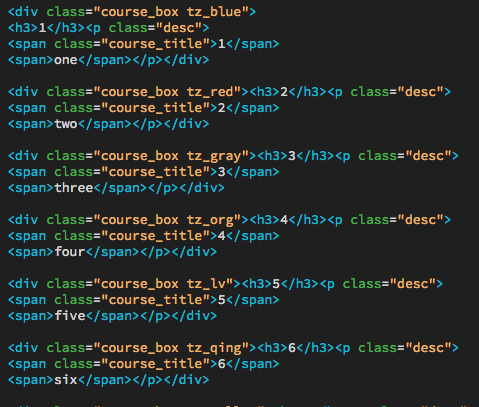 <div class="course_box tz_blue">
<h3>1</h3><p class="desc">
<span class="course_title">1</span>
<span>one</span></p></div>
<div class="course_box tz_red"><h3>2</h3><p class="desc">
<span class="course_title">2</span>
<span>two</span></p></div>
<div class="course_box tz_gray"><h3>3</h3><p class="desc">
<span class="course_title">3</span>
<span>three</span></p></div>
<div class="course_box tz_org"><h3>4</h3><p class="desc">
<span class="course_title">4</span>
<span>four</span></p></div>
<div class="course_box tz_lv"><h3>5</h3><p class="desc">
<span class="course_title">5</span>
<span>five</span></p></div>
<div class="course_box tz_qing"><h3>6</h3><p class="desc">
<span class="course_title">6</span>
<span>six</span></p></div>